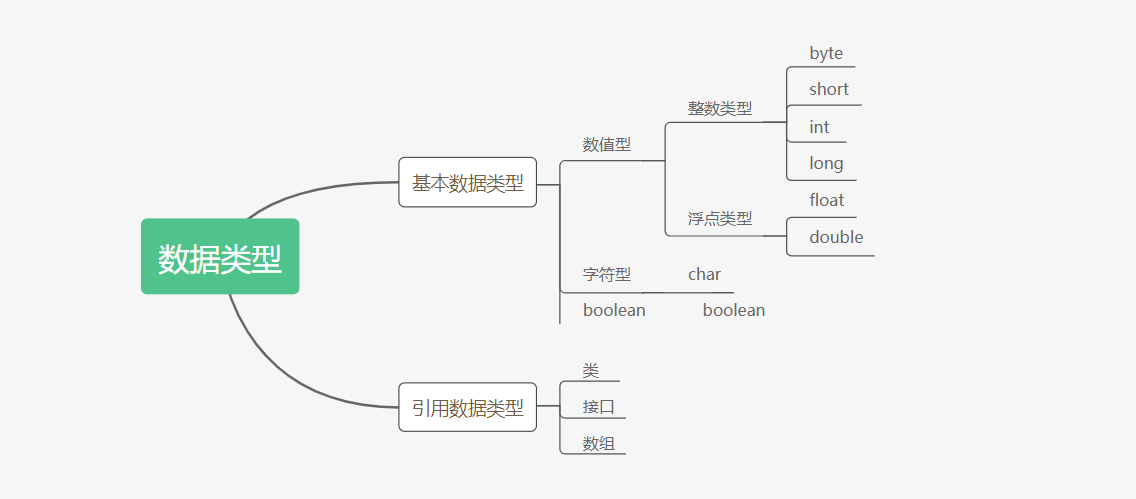 数据类型
基本数据类型
数值型
整数类型
byte
short
int
long
浮点类型
float
double
字符型
char
boolean
boolean
引用数据类型
类
接口
数组